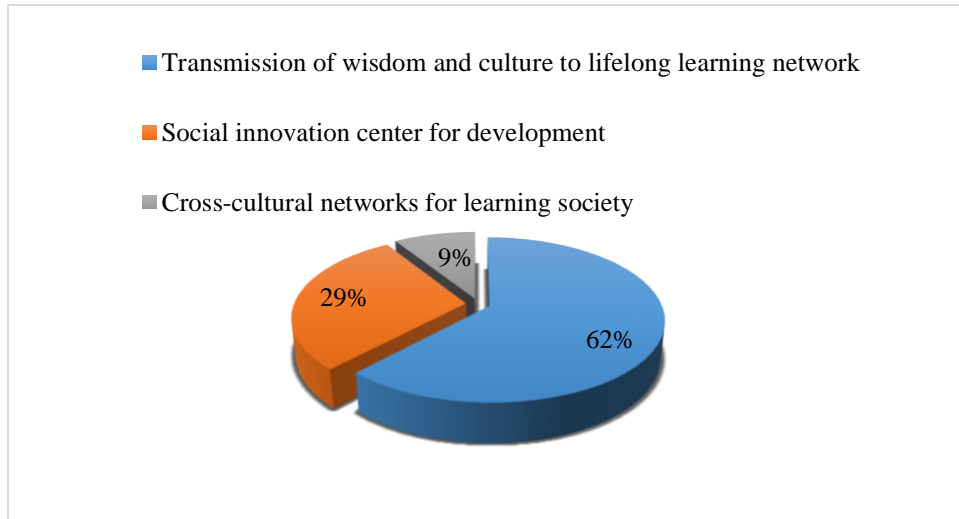 Transmission of wisdom and culture to lifelong learning network
Social innovation center for development
Cross-cultural networks for learning society
9%
29%
62%